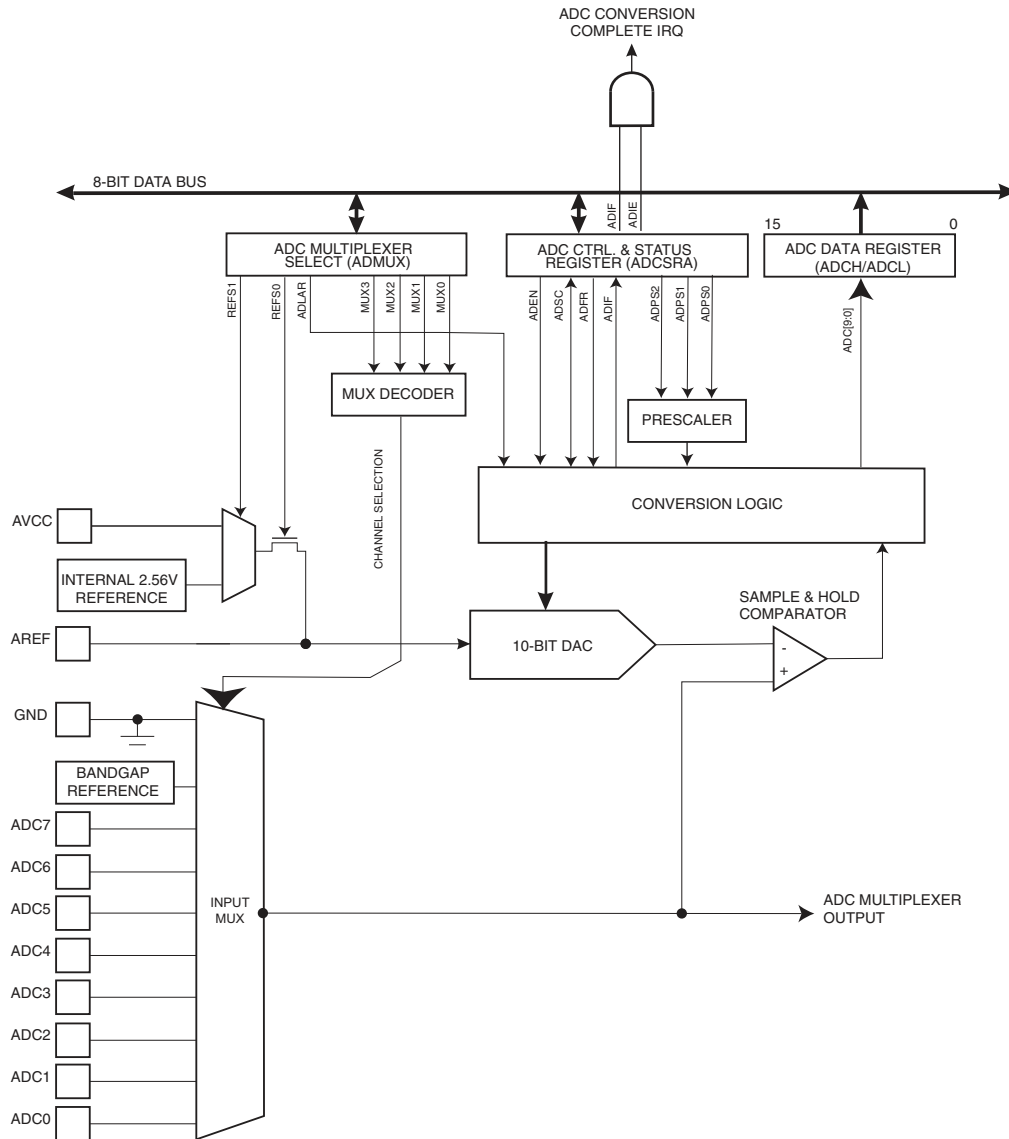 ADC CONVERSION
COMPLETE IRQ
8-BIT DATA BUS
ADIF
ADIE
15
0
ADC MULTIPLEXER
SELECT (ADMUX)
ADC CTRL. & STATUS
REGISTER (ADCSRA)
ADC DATA REGISTER
(ADCH/ADCL)
REFS1
REFS0
ADLAR
MUX3
MUX2
MUX1
MUX0
ADEN
ADSC
ADFR
ADIF
ADPS2
ADPS1
ADPS0
ADC[9:0]
MUX DECODER
PRESCALER
CHANNEL SELECTION
CONVERSION LOGIC
AVCC
INTERNAL 2.56V
REFERENCE
SAMPLE & HOLD
COMPARATOR
AREF
10-BIT DAC
-
+
GND
BANDGAP
REFERENCE
ADC7
ADC6
ADC5
INPUT
MUX
ADC MULTIPLEXER
OUTPUT
ADC4
ADC3
ADC2
ADC1
ADC0